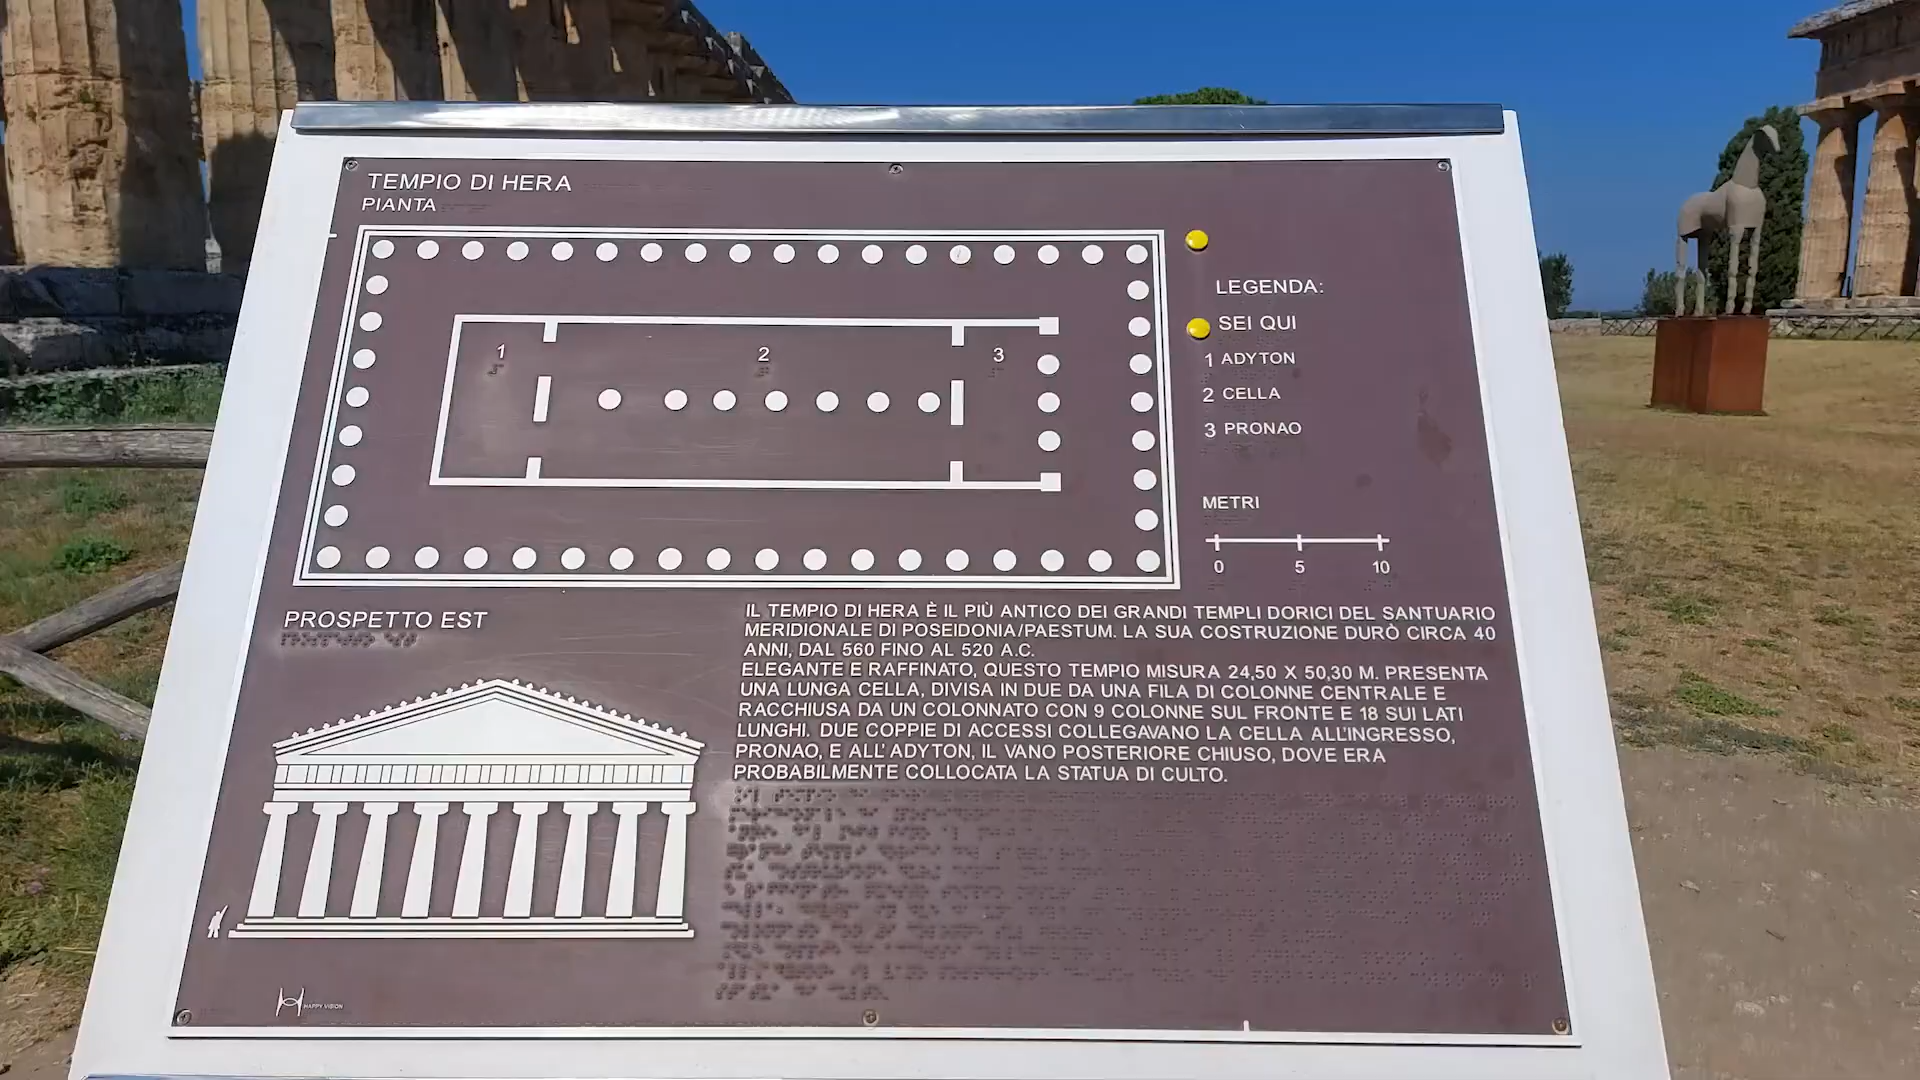 TEMPIO DI HERA
PIANTA
1
2
3
LEGENDA:
SEI QUI
1 ADYTON
2 CELLA
3 PRONAO
METRI
0 5 10
PROSPETTO EST
IL TEMPIO DI HERA È IL PIÙ ANTICO DEI GRANDI TEMPLI DORICI DEL SANTUARIO
MERIDIONALE DI POSEIDONIA/PAESTUM. LA SUA COSTRUZIONE DURÒ CIRCA 40
ANNI, DAL 560 FINO AL 520 A.C.
ELEGANTE E RAFFINATO, QUESTO TEMPIO MISURA 24,50 X 50,30 M. PRESENTA
UNA LUNGA CELLA, DIVISA IN DUE DA UNA FILA DI COLONNE CENTRALE E
RACCHIUSA DA UN COLONNATO CON 9 COLONNE SUL FRONTE E 18 SUI LATI
LUNGHI. DUE COPPIE DI ACCESSI COLLEGAVANO LA CELLA ALL'INGRESSO,
PRONAO, E ALL' ADYTON, IL VANO POSTERIORE CHIUSO, DOVE ERA
PROBABILMENTE COLLOCATA LA STATUA DI CULTO.
HAPPY VISION